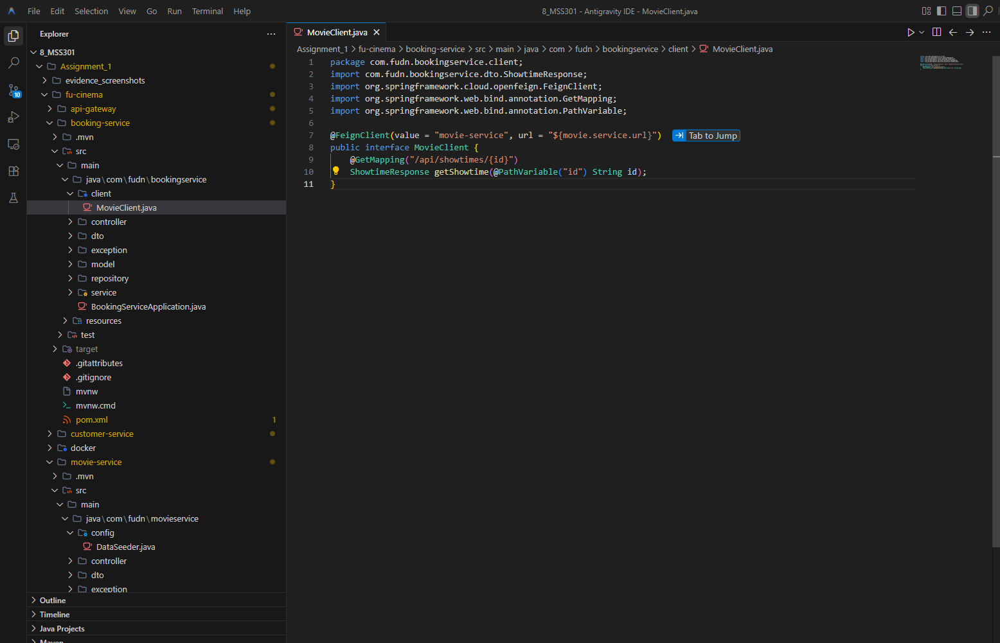 File Edit Selection View Go Run Terminal Help
8_MSS301 - Antigravity IDE - MovieClient.java
Explorer
8_MSS301
Assignment_1
evidence_screenshots
fu-cinema
api-gateway
booking-service
.mvn
src
main
java\com\fudn\bookingservice
client
MovieClient.java
controller
dto
exception
model
repository
service
BookingServiceApplication.java
resources
test
target
.gitattributes
.gitignore
mvnw
mvnw.cmd
pom.xml 1
customer-service
docker
movie-service
.mvn
src
main
java\com\fudn\movieservice
config
DataSeeder.java
controller
dto
exception
Outline
Timeline
Java Projects
Maven
10
MovieClient.java
Assignment_1 > fu-cinema > booking-service > src > main > java > com > fudn > bookingservice > client > MovieClient.java
1 package com.fudn.bookingservice.client;
2 import com.fudn.bookingservice.dto.ShowtimeResponse;
3 import org.springframework.cloud.openfeign.FeignClient;
4 import org.springframework.web.bind.annotation.GetMapping;
5 import org.springframework.web.bind.annotation.PathVariable;
6
7 @FeignClient(value = "movie-service", url = "${movie.service.url}") Tab to Jump
8 public interface MovieClient {
9 @GetMapping("/api/showtimes/{id}")
10 ShowtimeResponse getShowtime(@PathVariable("id") String id);
11 }